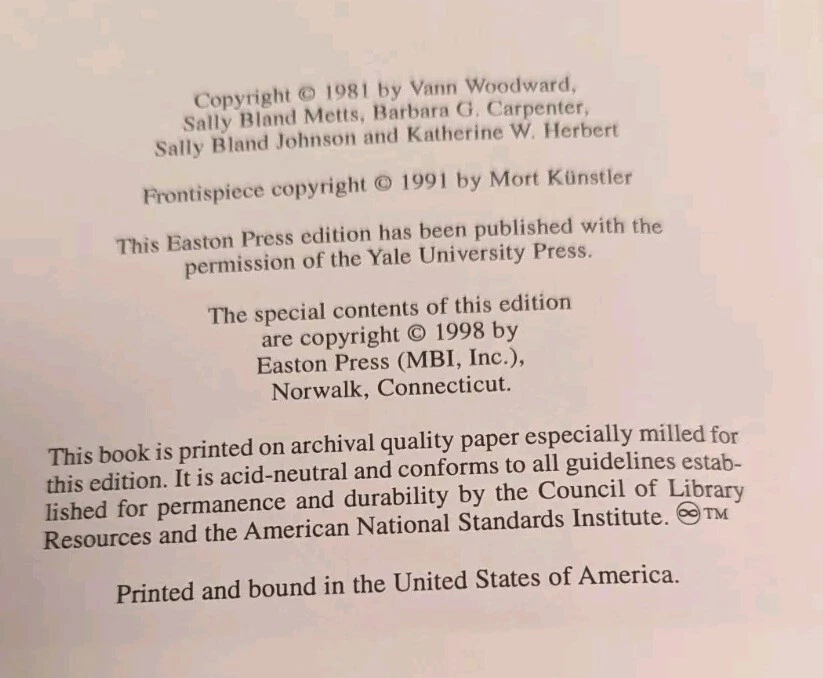 Copyright © 1981 by Vann Woodward,
Sally Bland Metts, Barbara G. Carpenter,
Sally Bland Johnson and Katherine W. Herbert
Frontispiece copyright © 1991 by Mort Künstler
This Easton Press edition has been published with the
permission of the Yale University Press.
The special contents of this edition
are copyright © 1998 by
Easton Press (MBI, Inc.),
Norwalk, Connecticut.
This book is printed on archival quality paper especially milled for
this edition. It is acid-neutral and conforms to all guidelines estab-
lished for permanence and durability by the Council of Library
Resources and the American National Standards Institute. ♾™
Printed and bound in the United States of America.